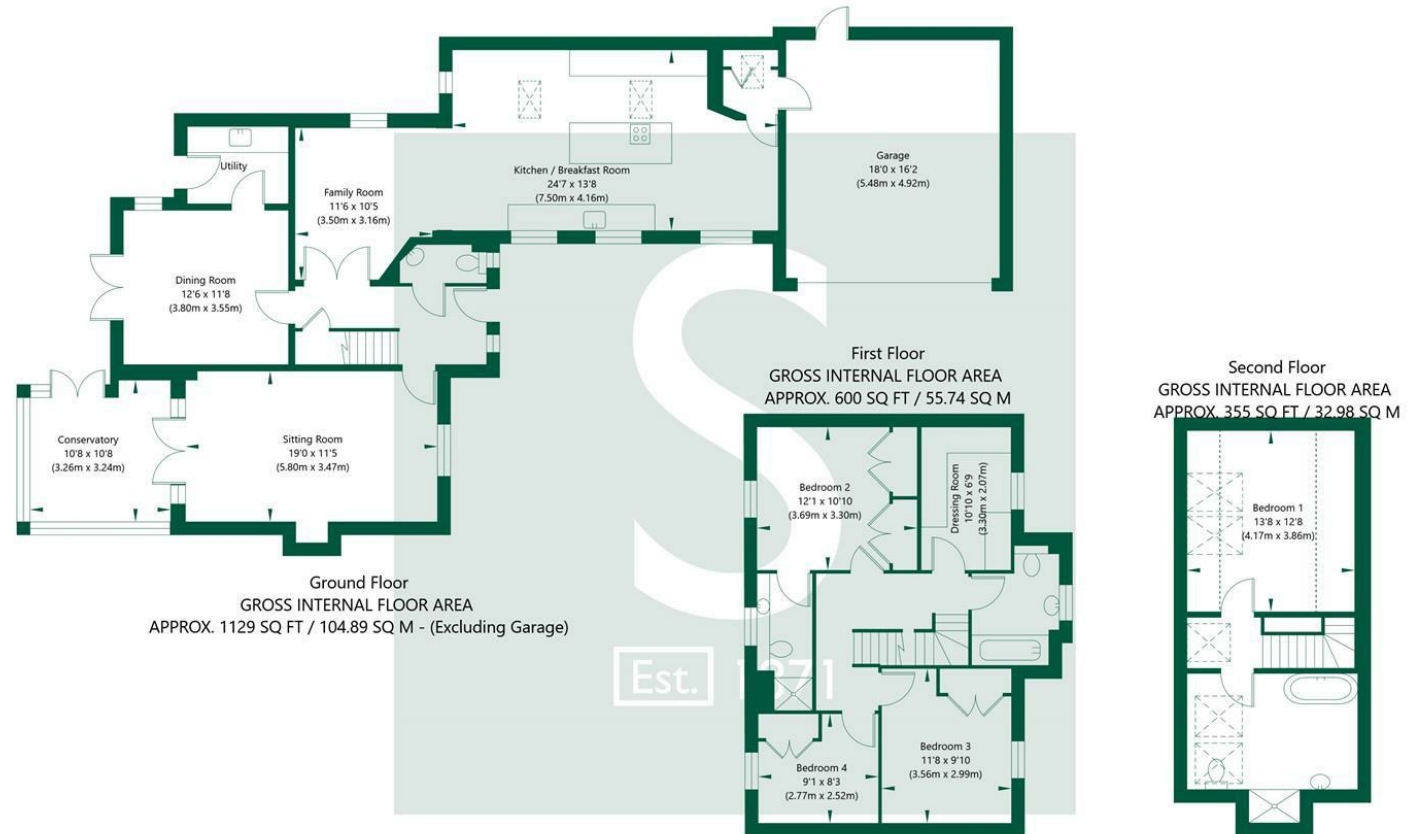 Utility
Family Room
11'6 x 10'5
(3.50m x 3.16m)
Kitchen / Breakfast Room
24'7 x 13'8
(7.50m x 4.16m)
Garage
18'0 x 16'2
(5.48m x 4.92m)
Dining Room
12'6 x 11'8
(3.80m x 3.55m)
Conservatory
10'8 x 10'8
(3.26m x 3.24m)
Sitting Room
19'0 x 11'5
(5.80m x 3.47m)
Ground Floor
GROSS INTERNAL FLOOR AREA
APPROX. 1129 SQ FT / 104.89 SQ M - (Excluding Garage)
S
Est. 1871
First Floor
GROSS INTERNAL FLOOR AREA
APPROX. 600 SQ FT / 55.74 SQ M
Bedroom 2
12'1 x 10'10
(3.69m x 3.30m)
Dressing Room
10'10 x 6'9
(3.30m x 2.07m)
Bedroom 4
9'1 x 8'3
(2.77m x 2.52m)
Bedroom 3
11'8 x 9'10
(3.56m x 2.99m)
Second Floor
GROSS INTERNAL FLOOR AREA
APPROX. 355 SQ FT / 32.98 SQ M
Bedroom 1
13'8 x 12'8
(4.17m x 3.86m)